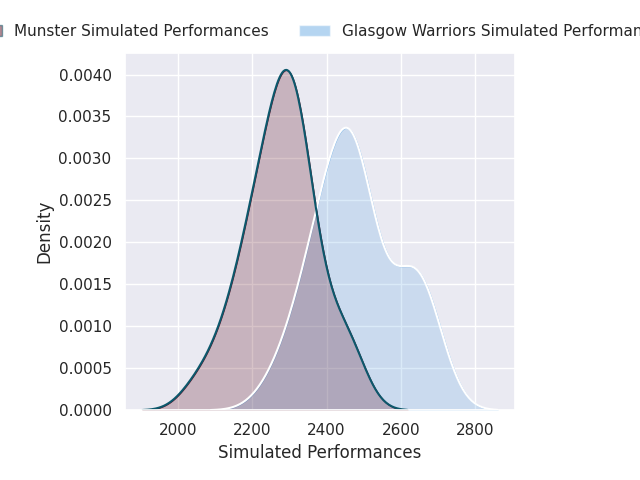 Munster Simulated Performances
Glasgow Warriors Simulated Performan
0.0040
0.0035
0.0030
0.0025
0.0020
0.0015
0.0010
0.0005
0.0000
Density
2000 2200 2400 2600 2800
Simulated Performances